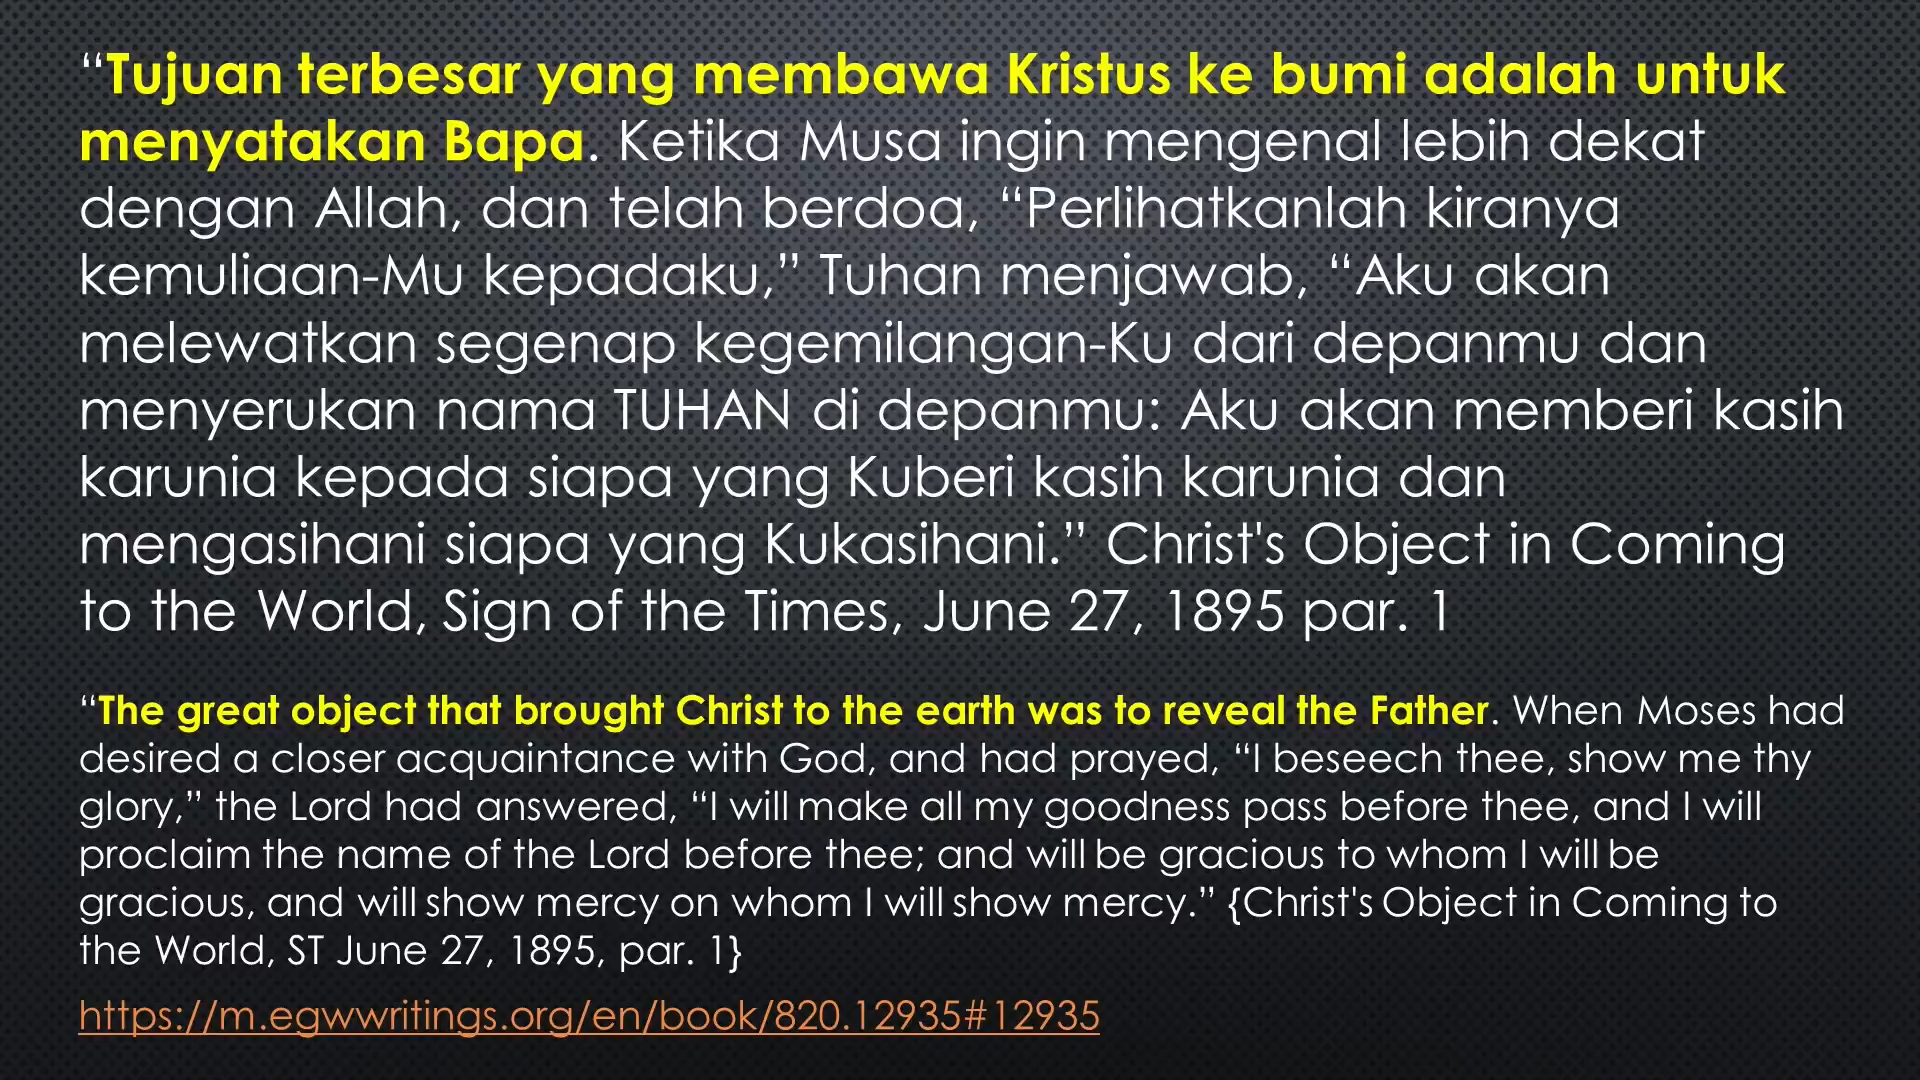 “Tujuan terbesar yang membawa Kristus ke bumi adalah untuk
menyatakan Bapa. Ketika Musa ingin mengenal lebih dekat
dengan Allah, dan telah berdoa, “Perlihatkanlah kiranya
kemuliaan-Mu kepadaku,” Tuhan menjawab, “Aku akan
melewatkan segenap kegemilangan-Ku dari depanmu dan
menyerukan nama TUHAN di depanmu: Aku akan memberi kasih
karunia kepada siapa yang Kuberi kasih karunia dan
mengasihani siapa yang Kukasihani.” Christ's Object in Coming
to the World, Sign of the Times, June 27, 1895 par. 1
“The great object that brought Christ to the earth was to reveal the Father. When Moses had
desired a closer acquaintance with God, and had prayed, “I beseech thee, show me thy
glory,” the Lord had answered, “I will make all my goodness pass before thee, and I will
proclaim the name of the Lord before thee; and will be gracious to whom I will be
gracious, and will show mercy on whom I will show mercy.” {Christ's Object in Coming to
the World, ST June 27, 1895, par. 1}
https://m.egwwritings.org/en/book/820.12935#12935